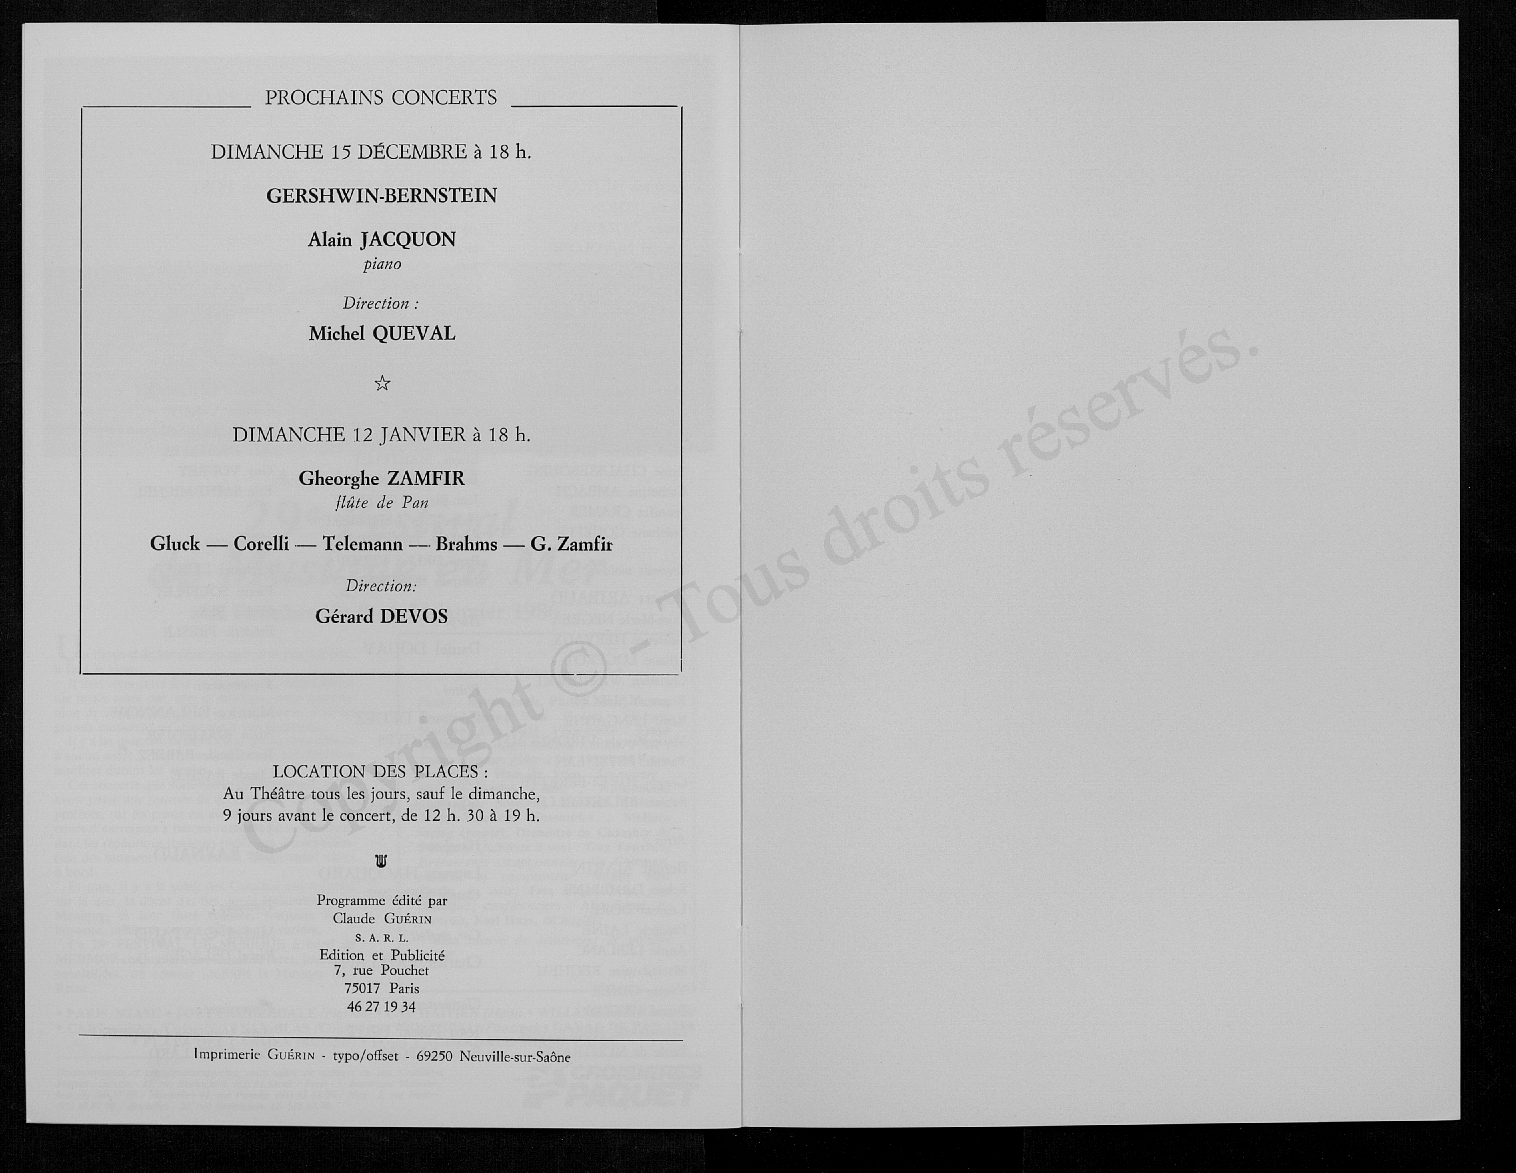 PROCHAINS CONCERTS
DIMANCHE 15 DÉCEMBRE à 18 h.
GERSHWIN-BERNSTEIN
Alain JACQUON
piano
Direction :
Michel QUEVAL
DIMANCHE 12 JANVIER à 18 h.
Gheorghe ZAMFIR
flûte de Pan
Gluck — Corelli — Telemann — Brahms — G. Zamfir
Direction:
Gérard DEVOS
LOCATION DES PLACES :
Au Théâtre tous les jours, sauf le dimanche,
9 jours avant le concert, de 12 h. 30 à 19 h.
Programme édité par
Claude GUÉRIN
S. A. R. L.
Edition et Publicité
7, rue Pouchet
75017 Paris
46 27 19 34
Imprimerie GUÉRIN - typo/offset - 69250 Neuville-sur-Saône
Copyright © - Tous droits réservés.